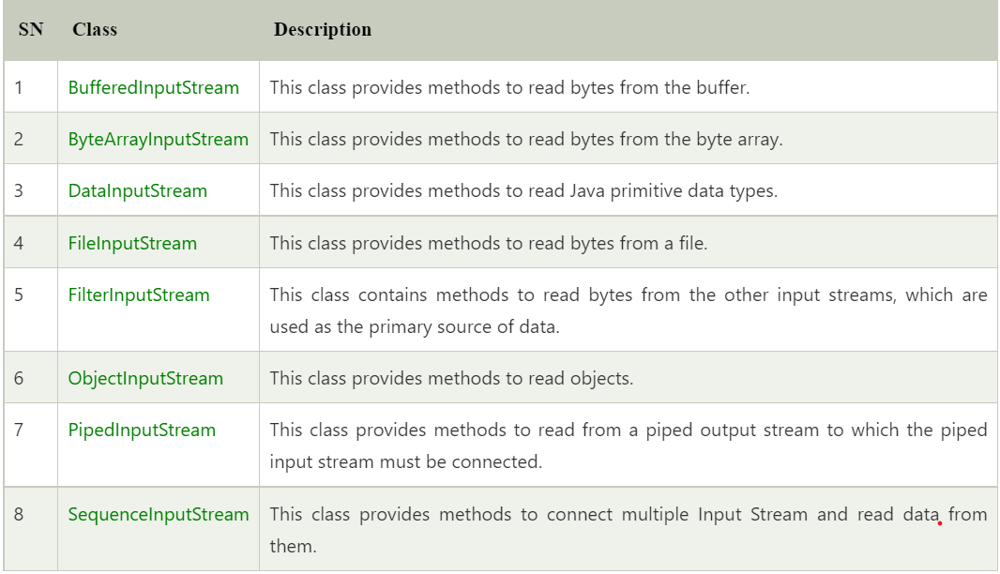 SN Class Description
1 BufferedInputStream This class provides methods to read bytes from the buffer.
2 ByteArrayInputStream This class provides methods to read bytes from the byte array.
3 DataInputStream This class provides methods to read Java primitive data types.
4 FileInputStream This class provides methods to read bytes from a file.
5 FilterInputStream This class contains methods to read bytes from the other input streams, which are
used as the primary source of data.
6 ObjectInputStream This class provides methods to read objects.
7 PipedInputStream This class provides methods to read from a piped output stream to which the piped
input stream must be connected.
8 SequenceInputStream This class provides methods to connect multiple Input Stream and read data from
them.